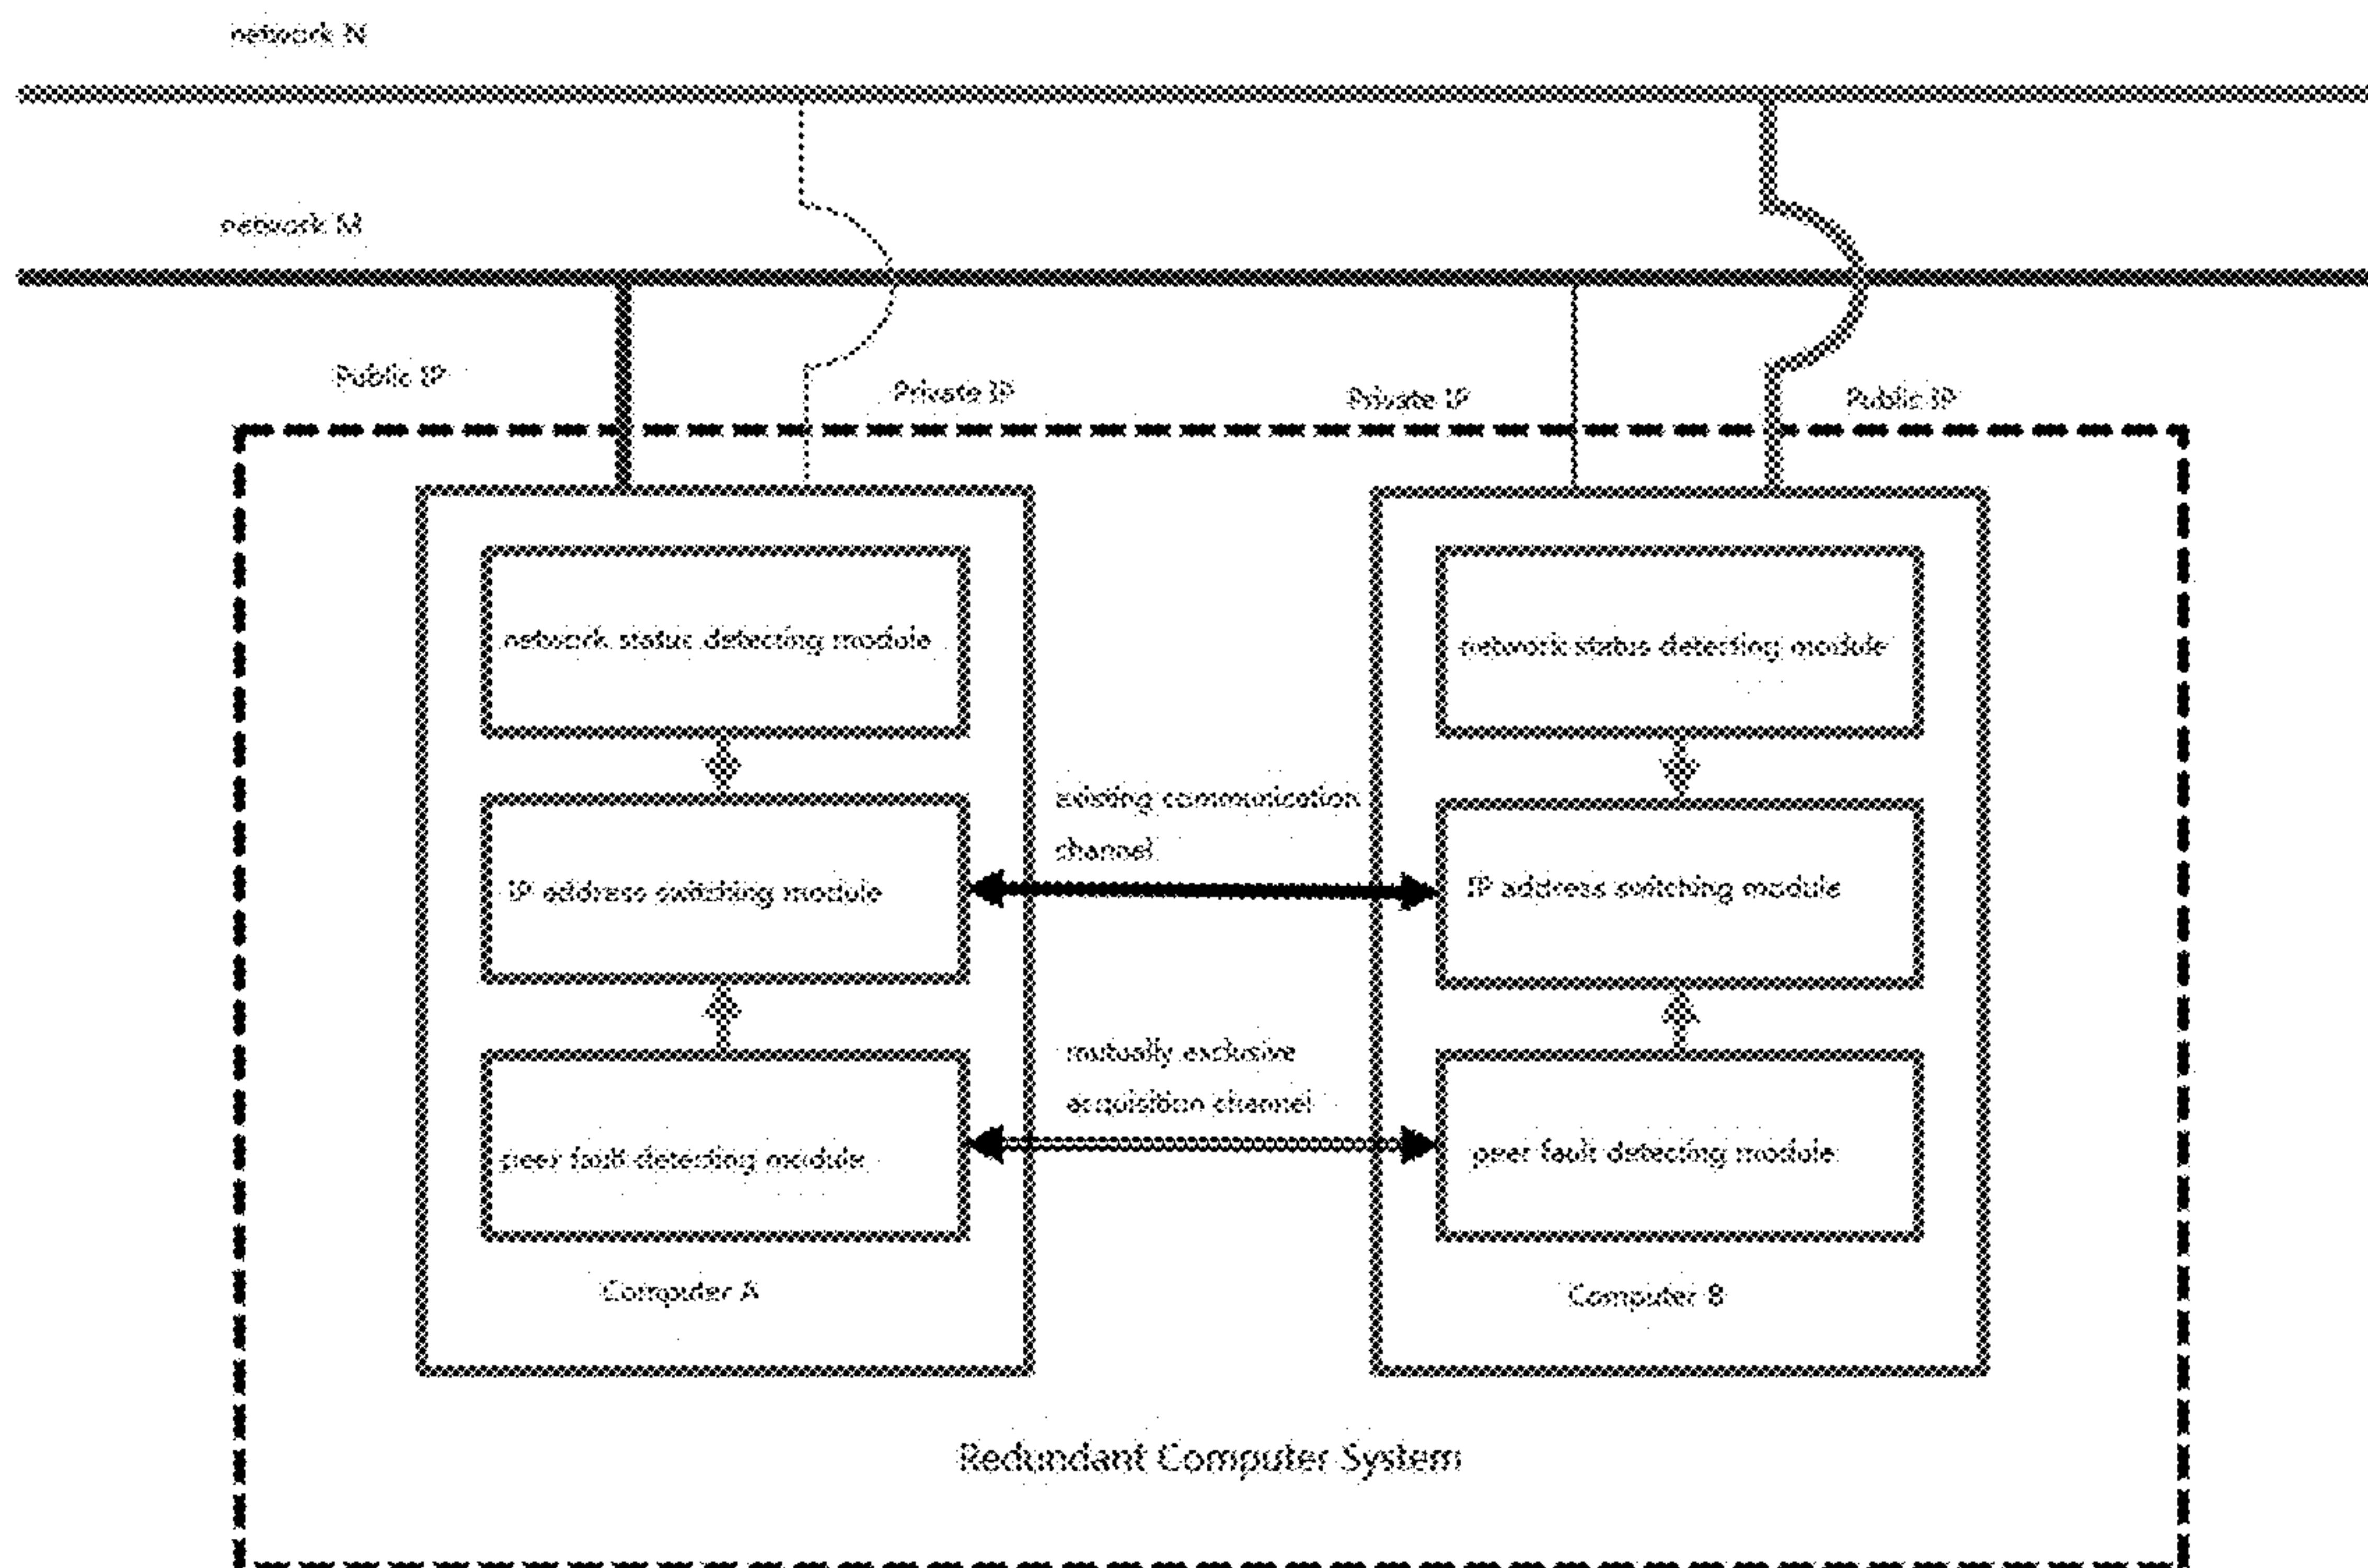 network N
network M
Public IP
Private IP
Private IP
Public IP
network status detecting module
network status detecting module
existing communication
channel
IP address switching module
IP address switching module
mutually exclusive
acquisition channel
peer fault detecting module
peer fault detecting module
Computer A
Computer B
Redundant Computer System